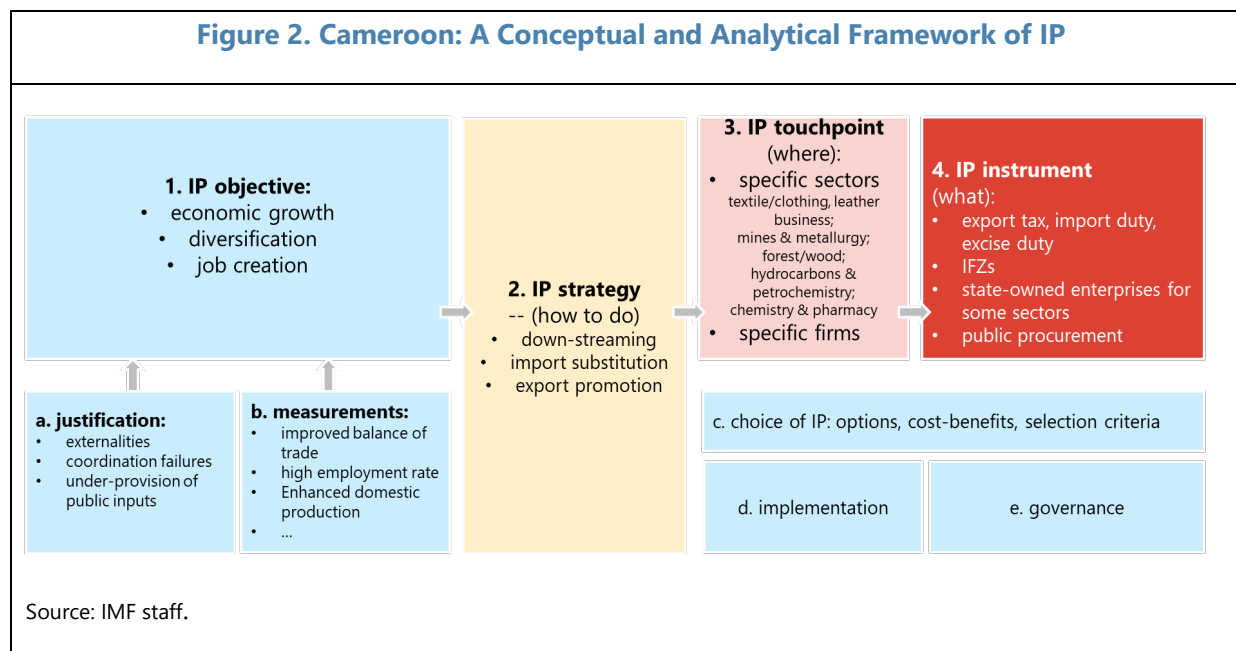 Figure 2. Cameroon: A Conceptual and Analytical Framework of IP
1. IP objective:
• economic growth
• diversification
• job creation
a. justification:
• externalities
• coordination failures
• under-provision of
public inputs
b. measurements:
• improved balance of
trade
• high employment rate
• Enhanced domestic
production
• ...
2. IP strategy
-- (how to do)
• down-streaming
• import substitution
• export promotion
3. IP touchpoint
(where):
• specific sectors
textile/clothing, leather
business;
mines & metallurgy;
forest/wood;
hydrocarbons &
petrochemistry;
chemistry & pharmacy
• specific firms
4. IP instrument
(what):
• export tax, import duty,
excise duty
• IFZs
• state-owned enterprises for
some sectors
• public procurement
c. choice of IP: options, cost-benefits, selection criteria
d. implementation
e. governance
Source: IMF staff.